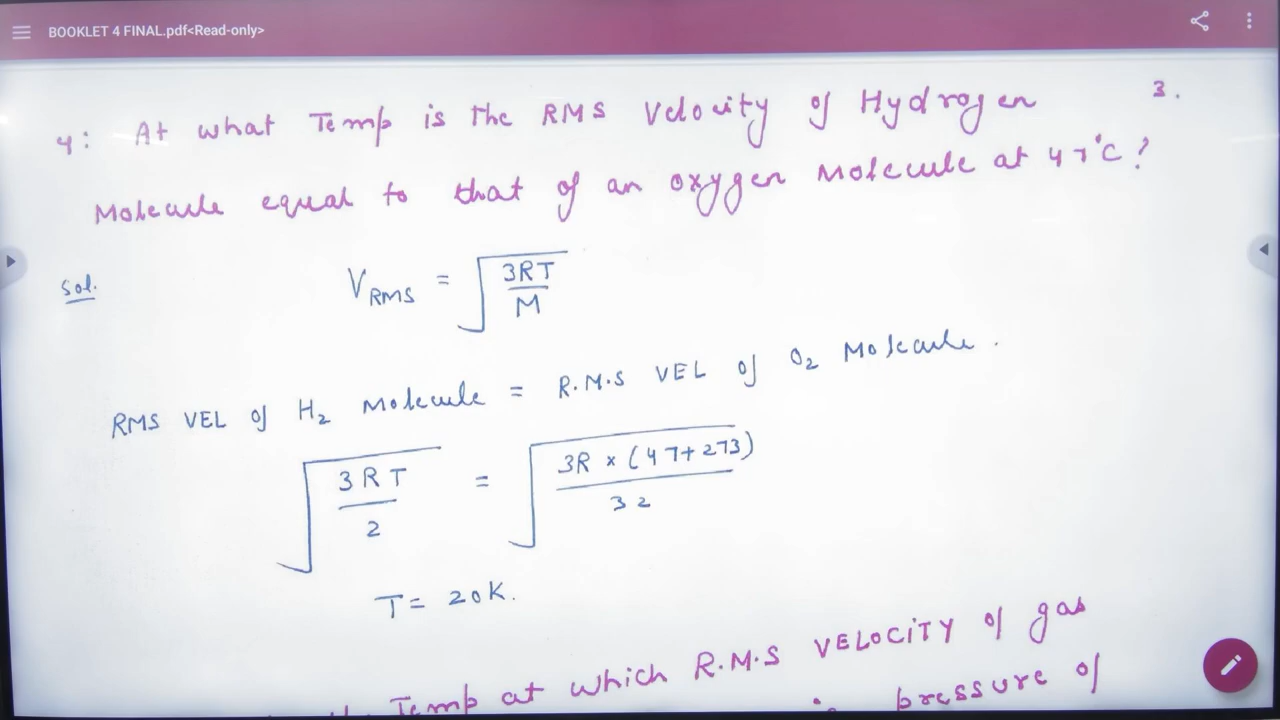 BOOKLET 4 FINAL.pdf<Read-only>
3.
4: At what Temp is the RMS Velocity of Hydrogen
Molecule equal to that of an oxygen Molecule at 47°C?
Sol.
V_RMS = √(3RT/M)
RMS VEL of H₂ Molecule = R.M.S VEL of O₂ Molecule.
√(3RT/2) = √(3R × (47+273)/32)
T = 20K.
Temp at which R.M.S VELOCITY of gas
pressure of